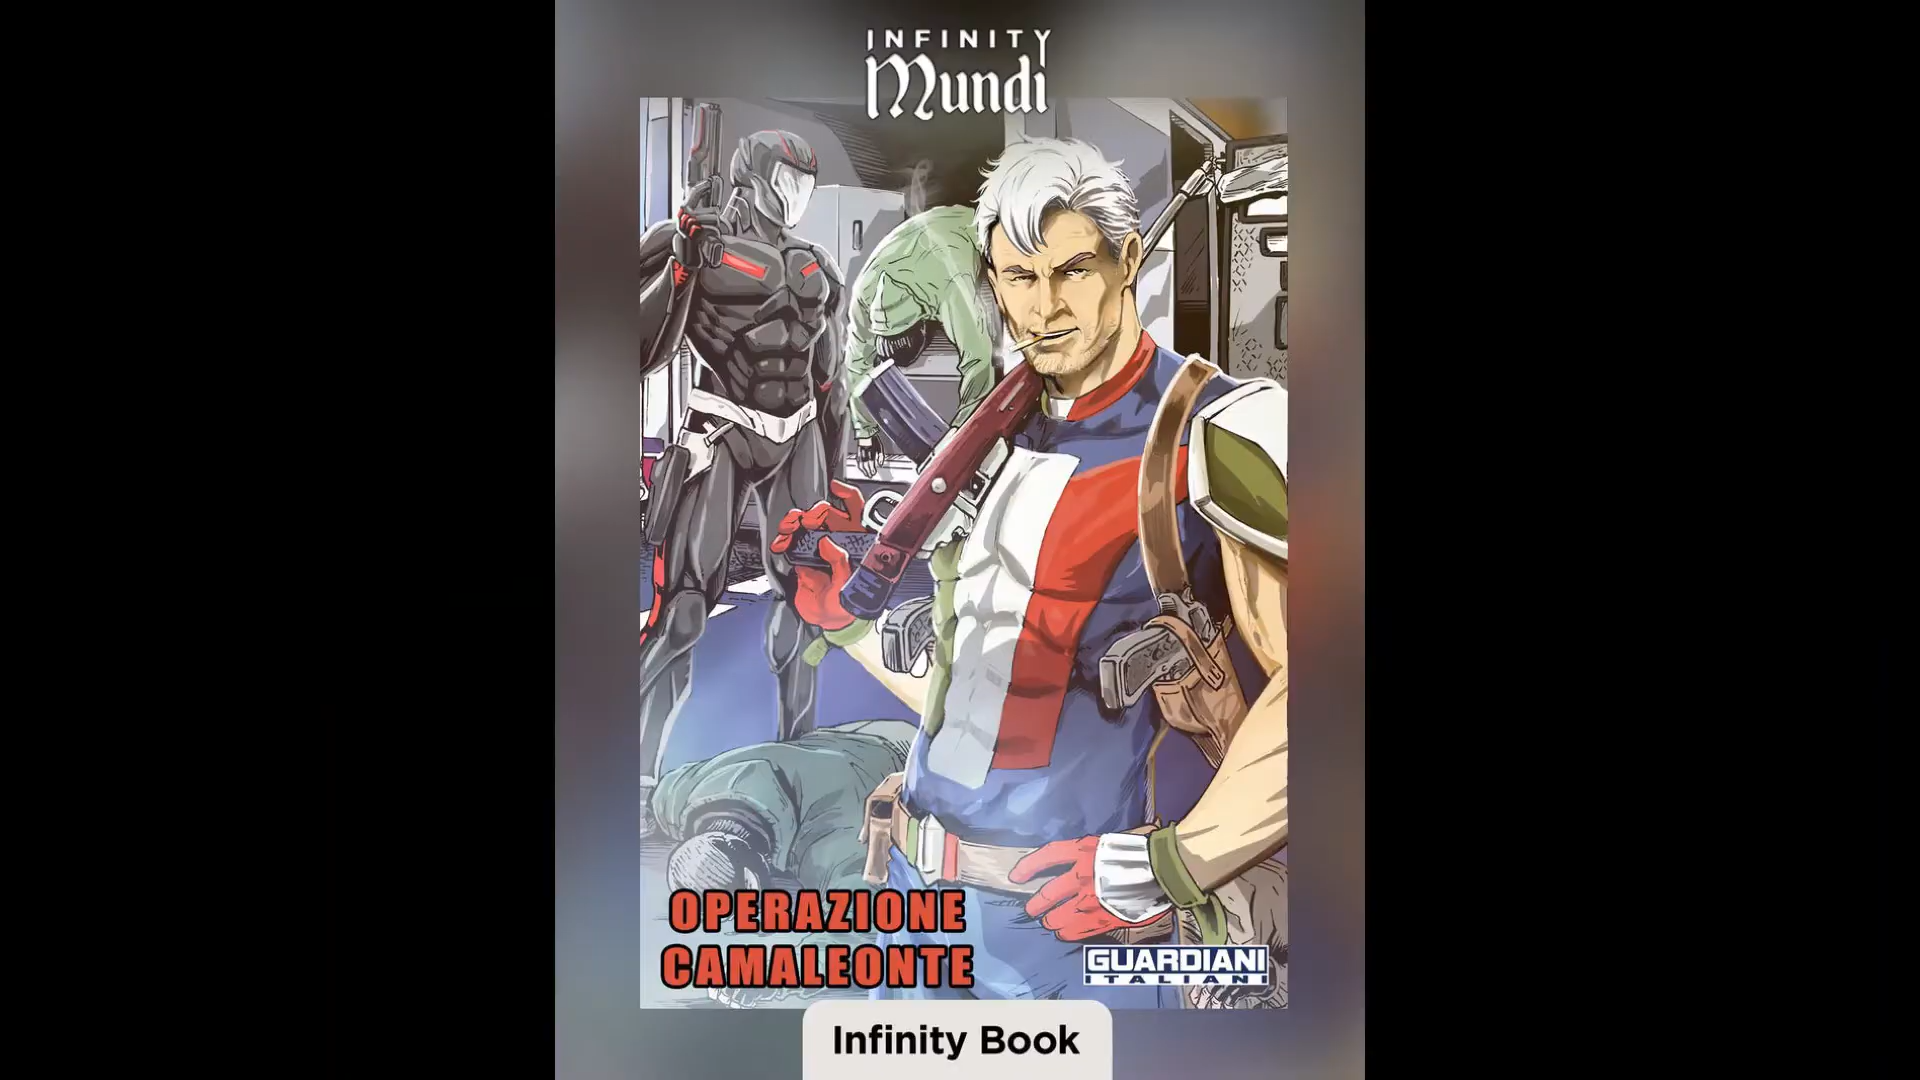 INFINITY
Mundi
OPERAZIONE
CAMALEONTE
GUARDIANI
ITALIANI
Infinity Book